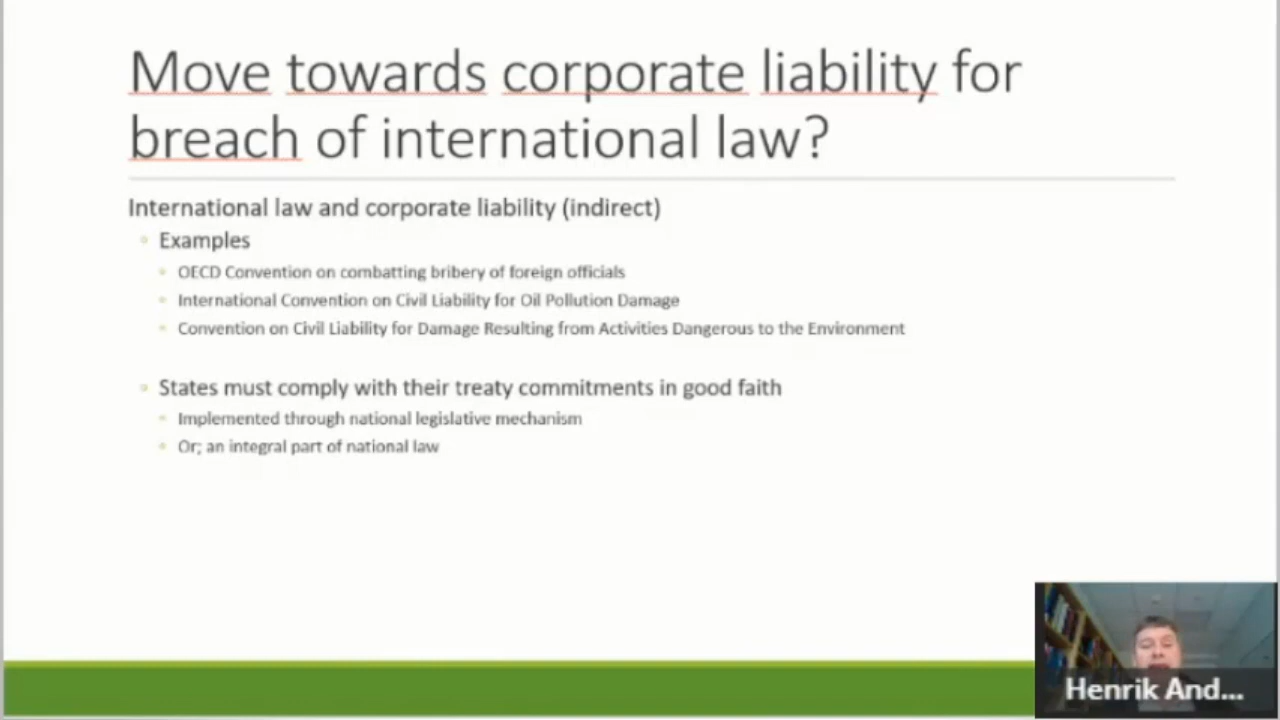 Move towards corporate liability for
breach of international law?
International law and corporate liability (indirect)
Examples
OECD Convention on combatting bribery of foreign officials
International Convention on Civil Liability for Oil Pollution Damage
Convention on Civil Liability for Damage Resulting from Activities Dangerous to the Environment
States must comply with their treaty commitments in good faith
Implemented through national legislative mechanism
Or; an integral part of national law
Henrik And...